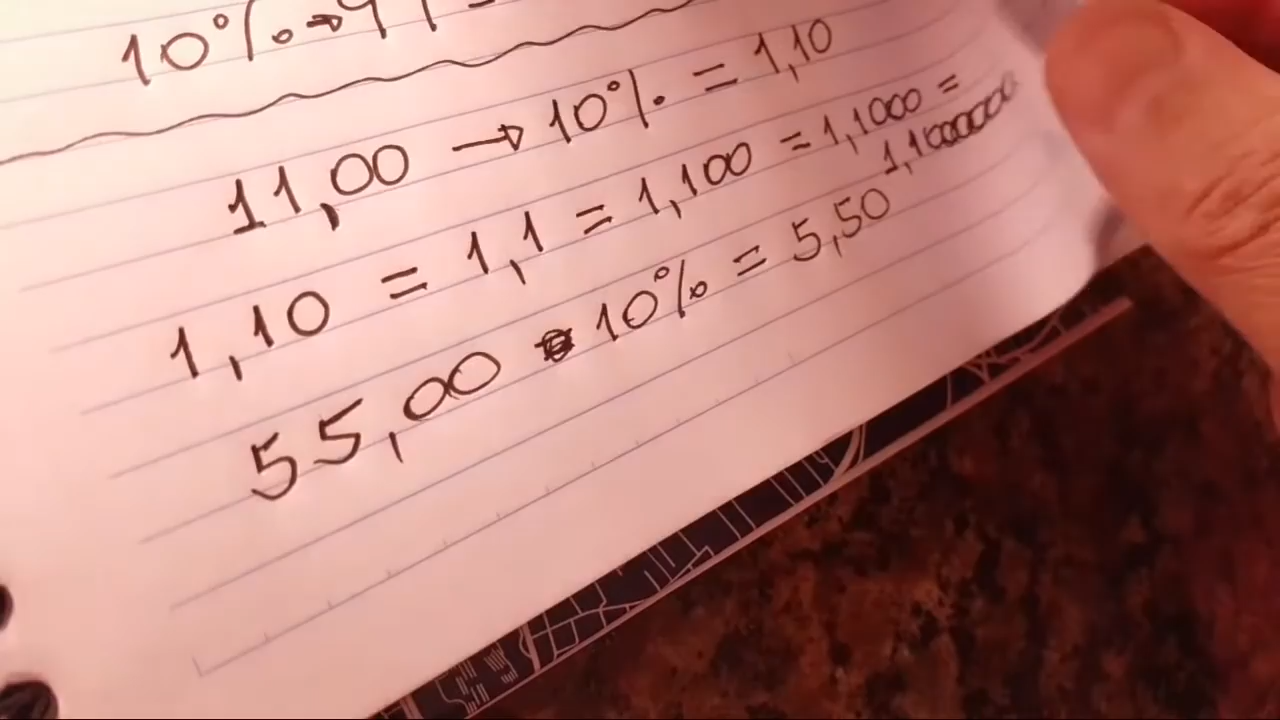 10% →
11,00 → 10% = 1,10
1,10 = 1,1 = 1,100 = 1,1000 =
1,1000000
55,00 10% = 5,50